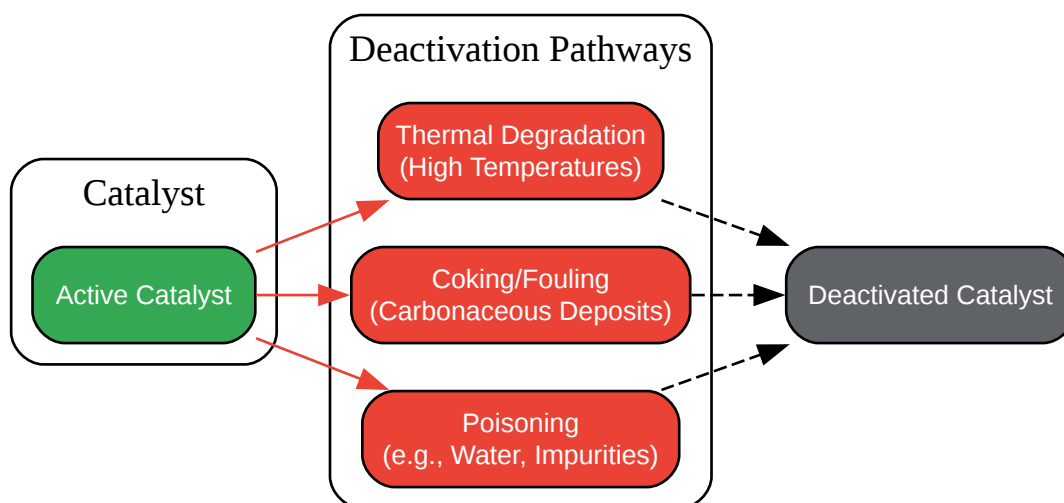 Deactivation Pathways
Thermal Degradation
(High Temperatures)
Catalyst
Active Catalyst
Coking/Fouling
(Carbonaceous Deposits)
Deactivated Catalyst
Poisoning
(e.g., Water, Impurities)